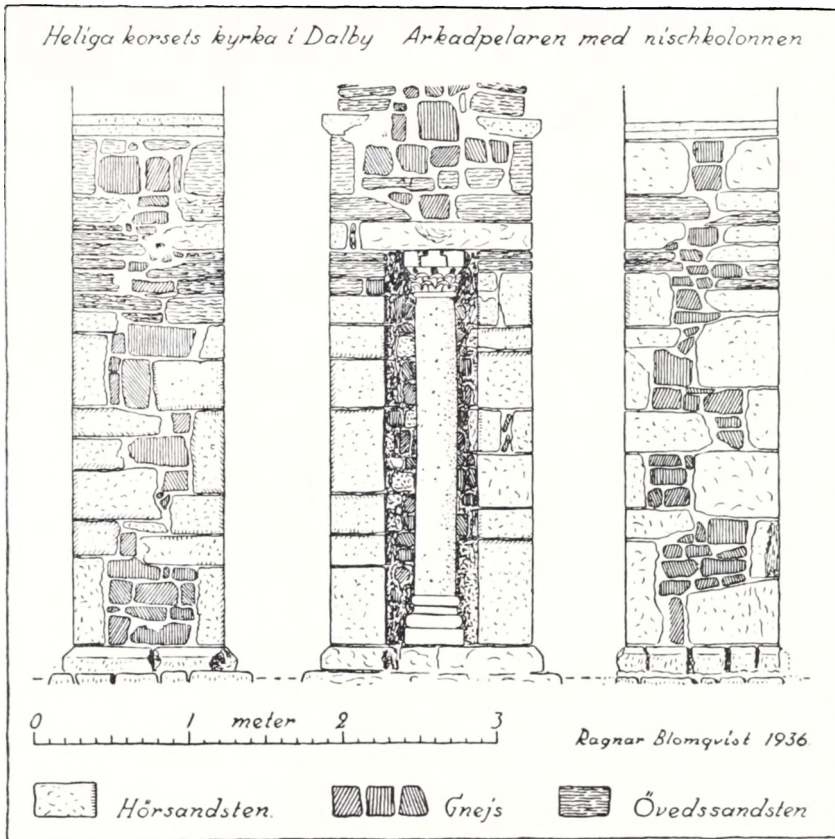 Heliga korsets kyrka i Dalby Arkadpelaren med nischkolonnen
0 1 meter 2 3
Ragnar Blomqvist 1936.
Hörsandsten. Gnejs Övedssandsten